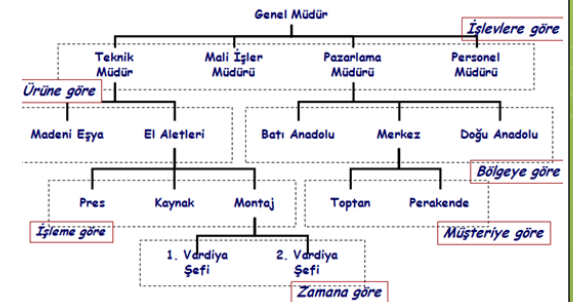 Genel Müdür
İşlevlere göre
Teknik Müdür
Mali İşler Müdürü
Pazarlama Müdürü
Personel Müdürü
Ürüne göre
Madeni Eşya
El Aletleri
Batı Anadolu
Merkez
Doğu Anadolu
Bölgeye göre
Pres
Kaynak
Montaj
Toptan
Perakende
İşleme göre
Müşteriye göre
1. Vardiya Şefi
2. Vardiya Şefi
Zamana göre